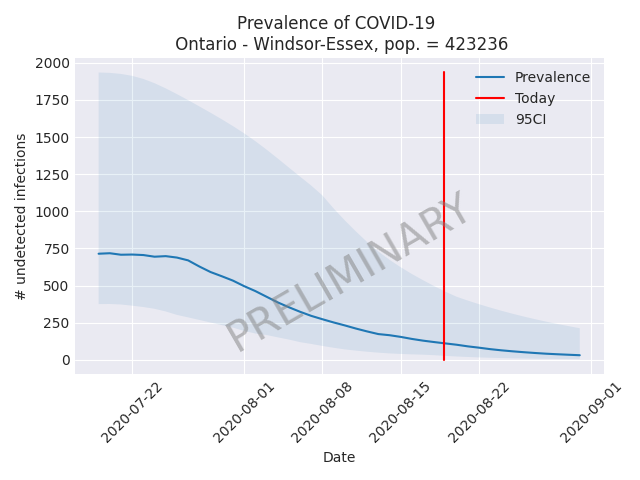 Prevalence of COVID-19
Ontario - Windsor-Essex, pop. = 423236
2000
1750
1500
1250
1000
750
500
250
0
# undetected infections
Prevalence
Today
95CI
PRELIMINARY
2020-07-22
2020-08-01
2020-08-08
2020-08-15
2020-08-22
2020-09-01
Date